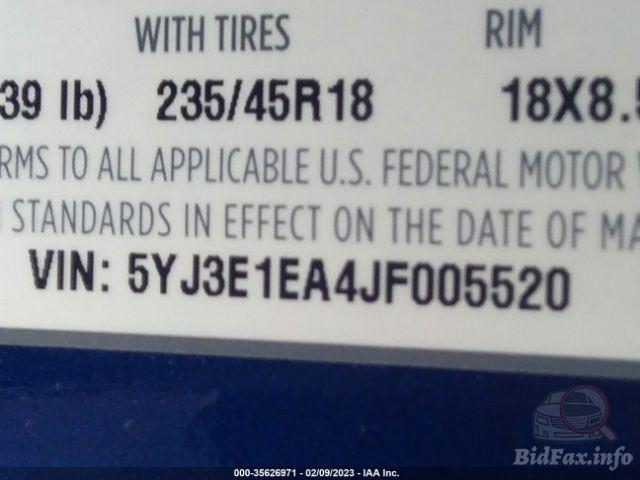 WITH TIRES RIM
39 lb) 235/45R18 18X8.5
RMS TO ALL APPLICABLE U.S. FEDERAL MOTOR
STANDARDS IN EFFECT ON THE DATE OF MA
VIN: 5YJ3E1EA4JF005520
BidFax.info
000-35626971 - 02/09/2023 - IAA Inc.